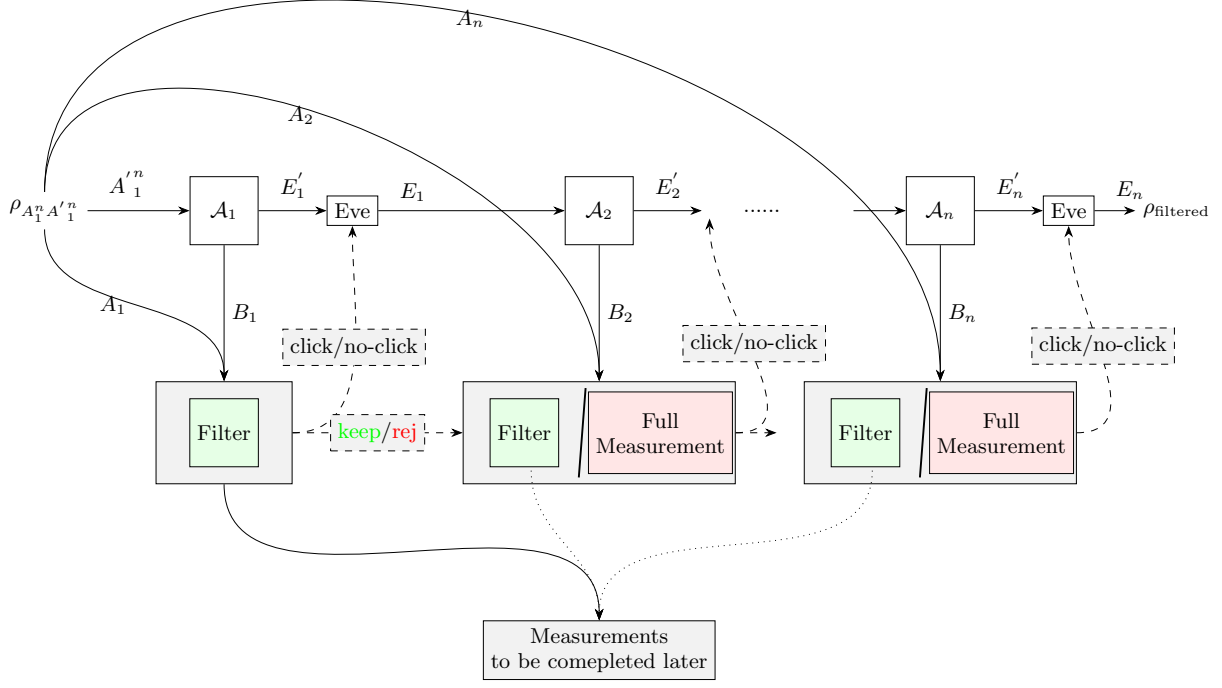 A_n
A_2
ρ_{A_1^n A'_1^n}
A'_1^n
𝒜_1
E'_1
Eve
E_1
𝒜_2
E'_2
......
𝒜_n
E'_n
Eve
E_n
ρ_filtered
A_1
B_1
B_2
B_n
click/no-click
click/no-click
click/no-click
Filter
keep/rej
Filter
Full
Measurement
Filter
Full
Measurement
Measurements
to be comepleted later